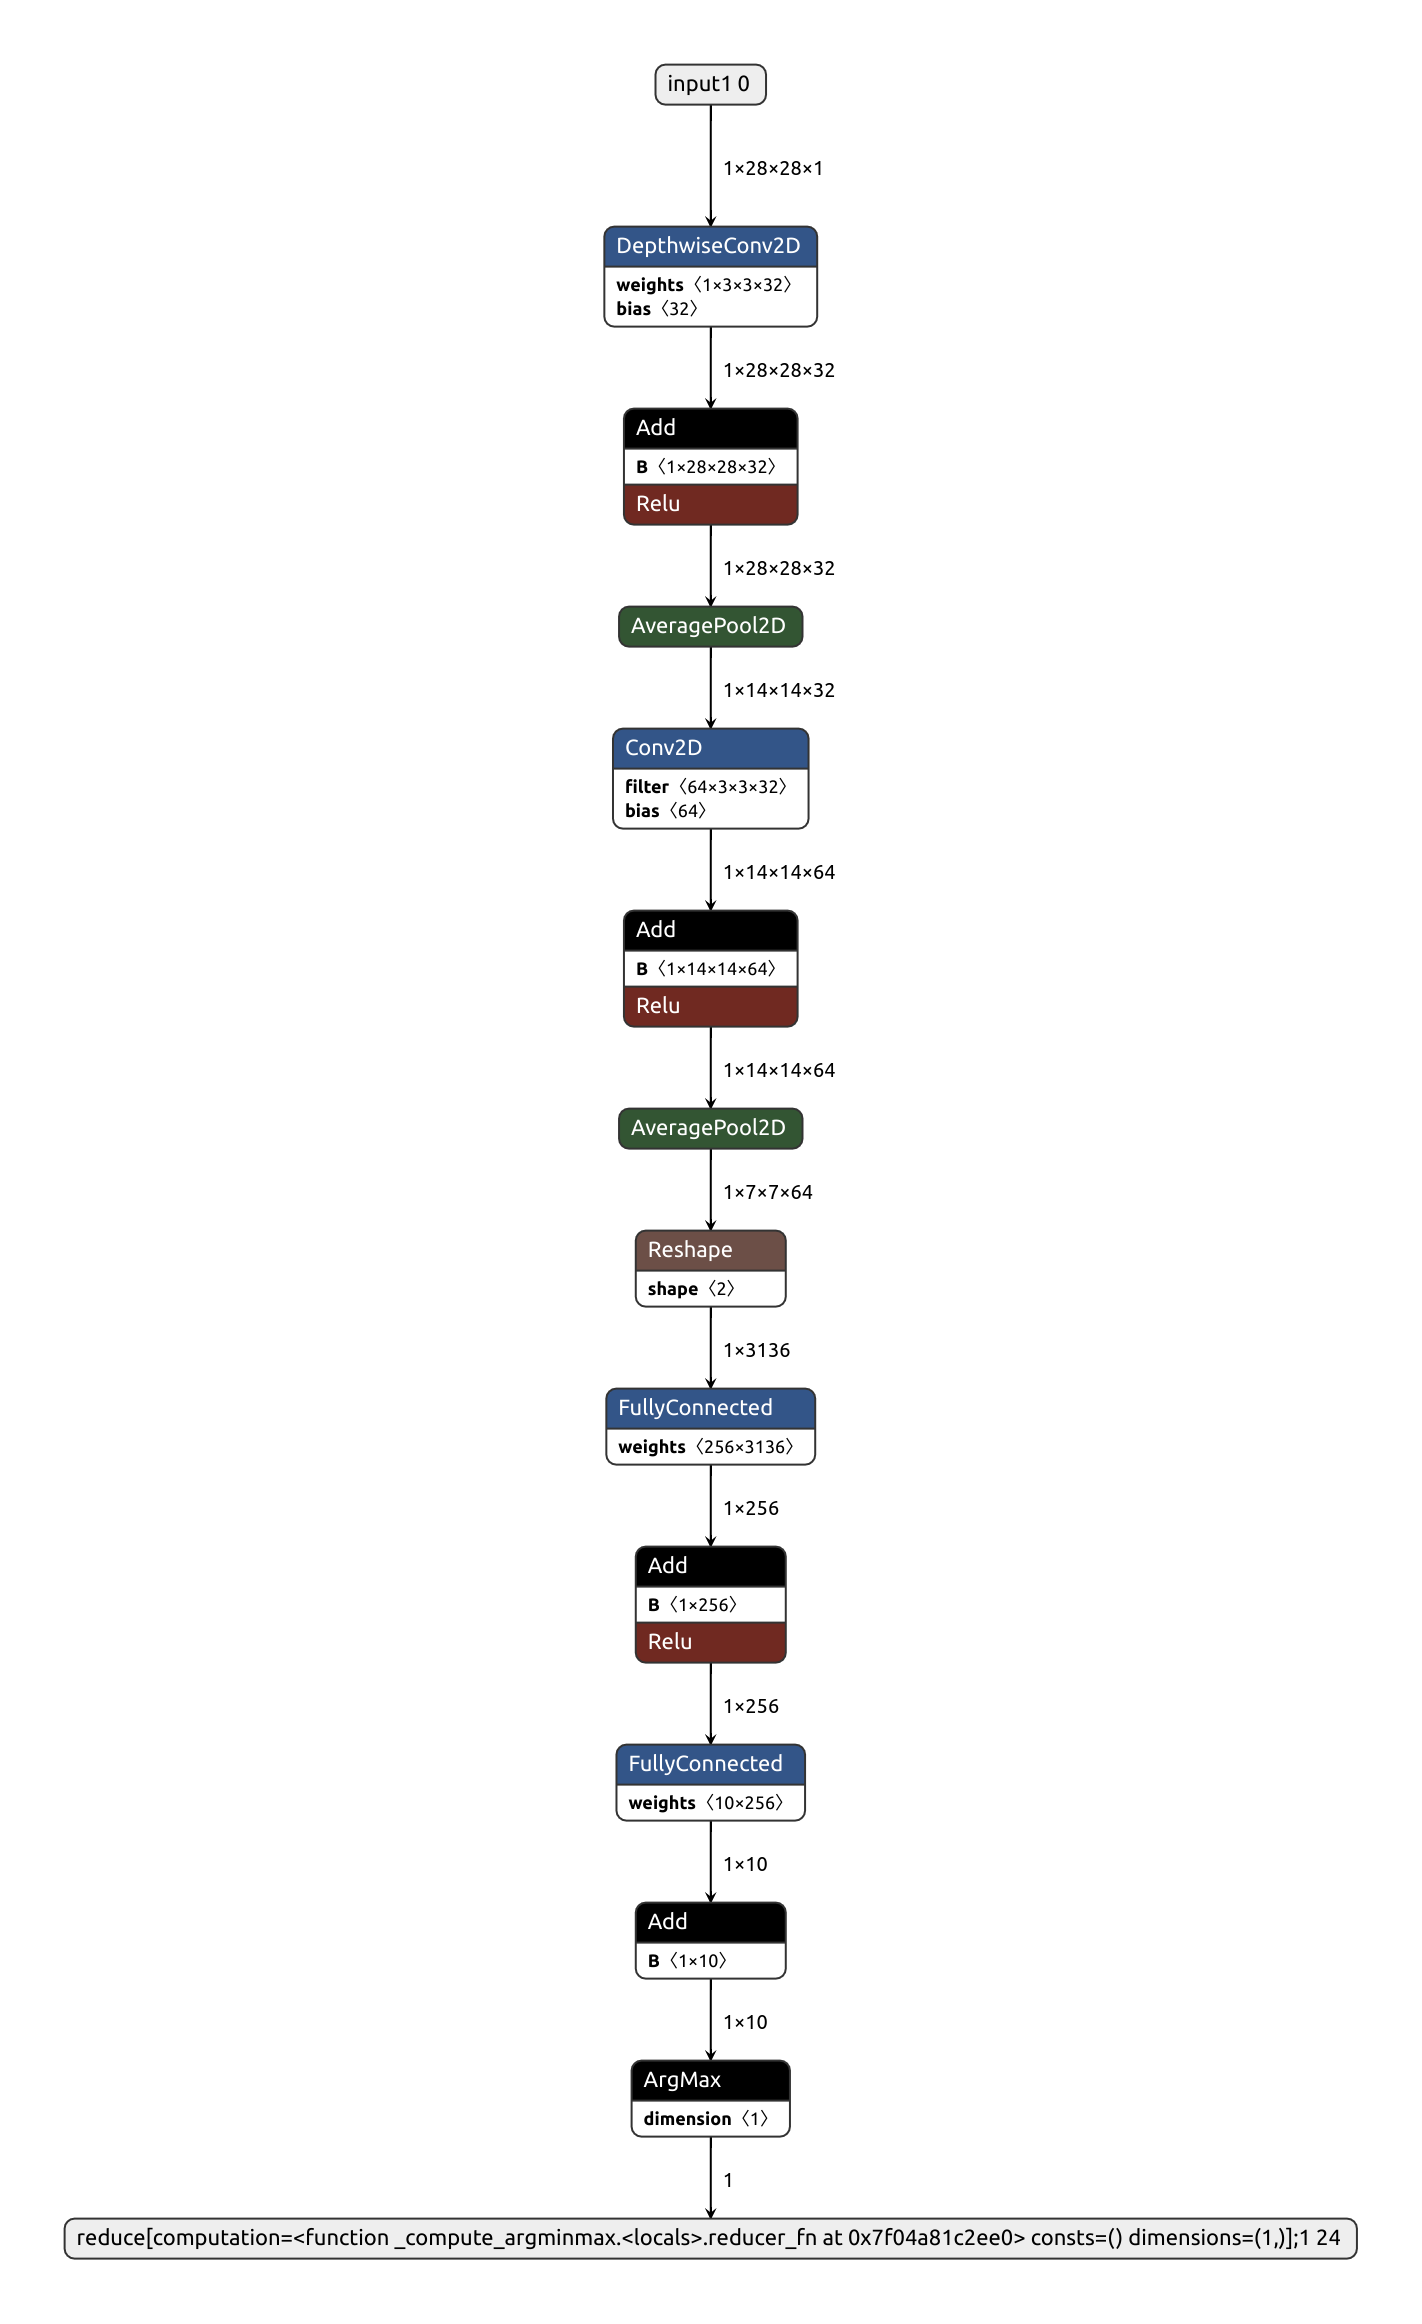 input1 0
1×28×28×1
DepthwiseConv2D
weights〈1×3×3×32〉
bias〈32〉
1×28×28×32
Add
B〈1×28×28×32〉
Relu
1×28×28×32
AveragePool2D
1×14×14×32
Conv2D
filter〈64×3×3×32〉
bias〈64〉
1×14×14×64
Add
B〈1×14×14×64〉
Relu
1×14×14×64
AveragePool2D
1×7×7×64
Reshape
shape〈2〉
1×3136
FullyConnected
weights〈256×3136〉
1×256
Add
B〈1×256〉
Relu
1×256
FullyConnected
weights〈10×256〉
1×10
Add
B〈1×10〉
1×10
ArgMax
dimension〈1〉
1
reduce[computation=<function _compute_argminmax.<locals>.reducer_fn at 0x7f04a81c2ee0> consts=() dimensions=(1,)];1 24